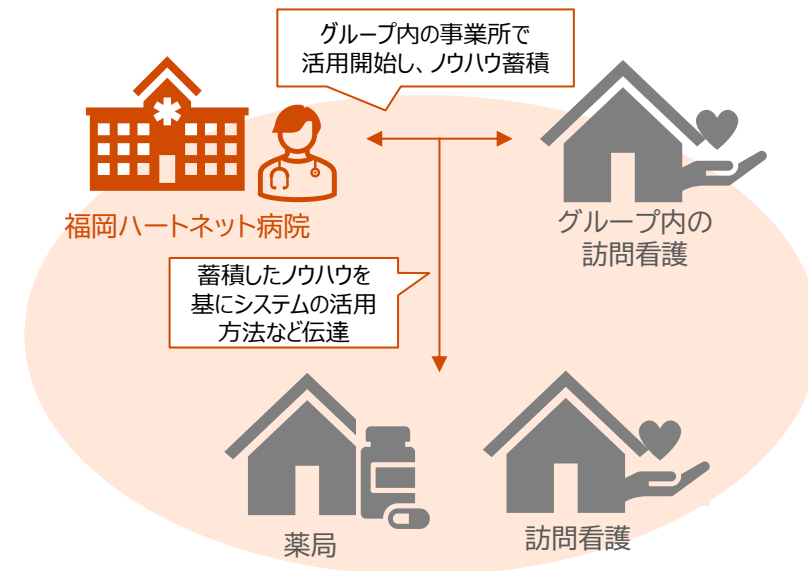 グループ内の事業所で
活用開始し、ノウハウ蓄積
福岡ハートネット病院
グループ内の
訪問看護
蓄積したノウハウを
基にシステムの活用
方法など伝達
薬局
訪問看護